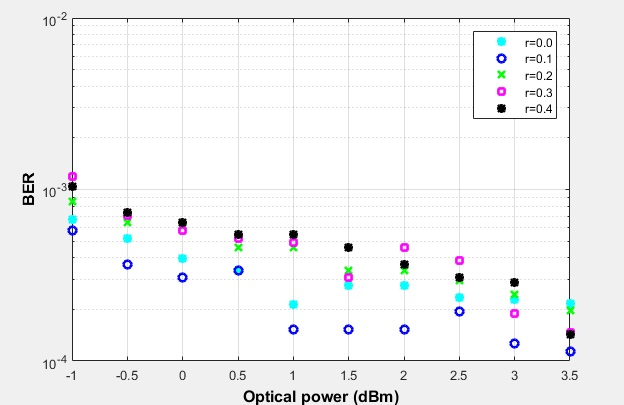 10-2
r=0.0
r=0.1
r=0.2
r=0.3
r=0.4
10-3
BER
10-4
-1 -0.5 0 0.5 1 1.5 2 2.5 3 3.5
Optical power (dBm)